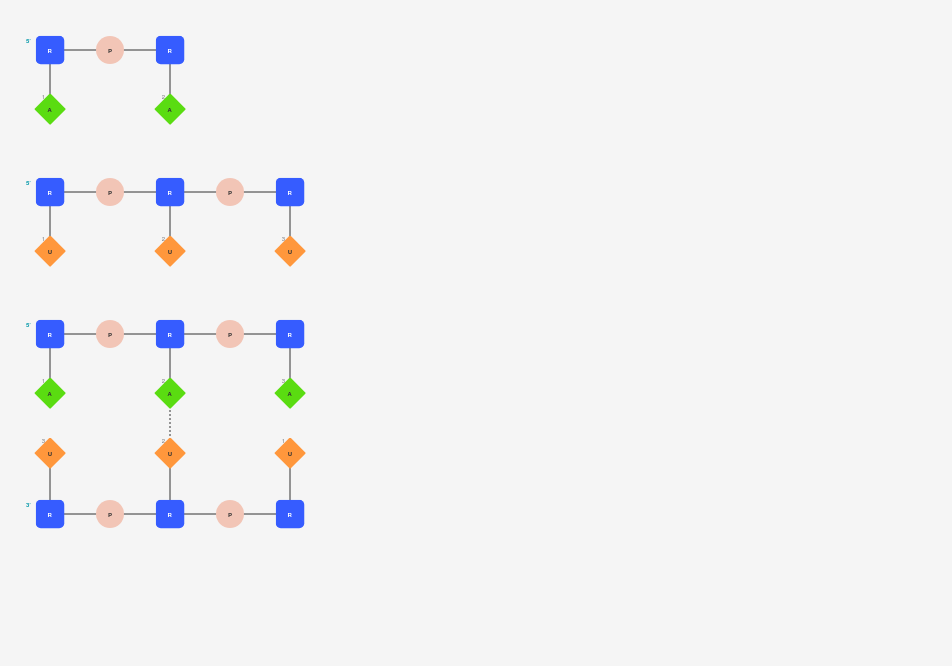 5' R P R
1 A 2 A
5' R P R P R
1 U 2 U 3 U
5' R P R P R
1 A 2 A 3 A
3 U 2 U 1 U
3' R P R P R